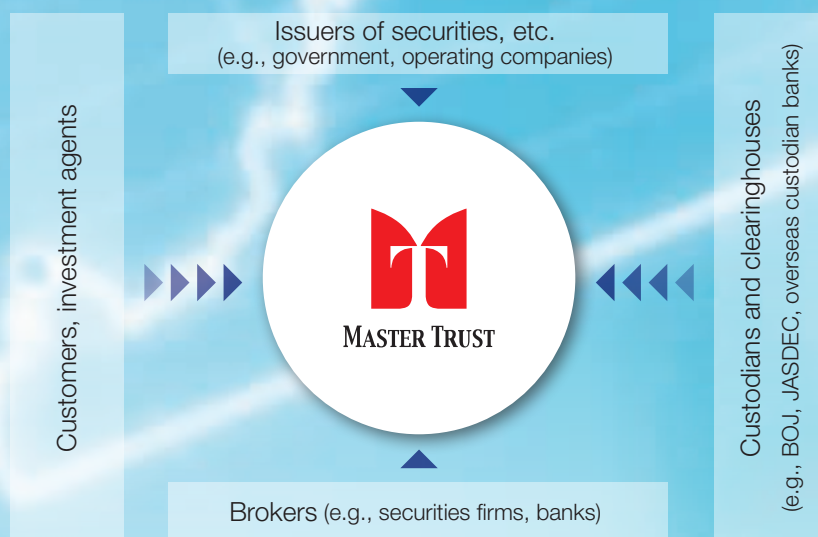 Issuers of securities, etc.
(e.g., government, operating companies)
Customers, investment agents
MASTER TRUST
Custodians and clearinghouses
(e.g., BOJ, JASDEC, overseas custodian banks)
Brokers (e.g., securities firms, banks)